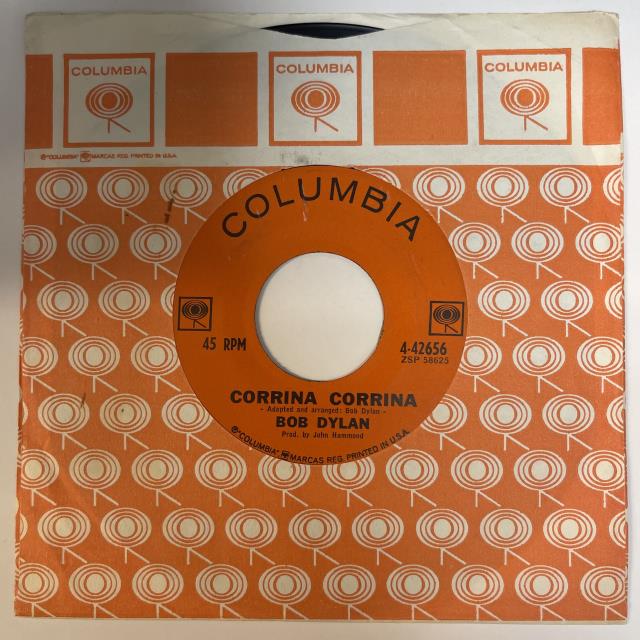 COLUMBIA COLUMBIA COLUMBIA
® "COLUMBIA" MARCAS REG. PRINTED IN U.S.A.
COLUMBIA
45 RPM
4-42656
ZSP 58625
CORRINA CORRINA
- Adapted and arranged: Bob Dylan -
BOB DYLAN
Prod. by John Hammond
® "COLUMBIA" MARCAS REG. PRINTED IN U.S.A.